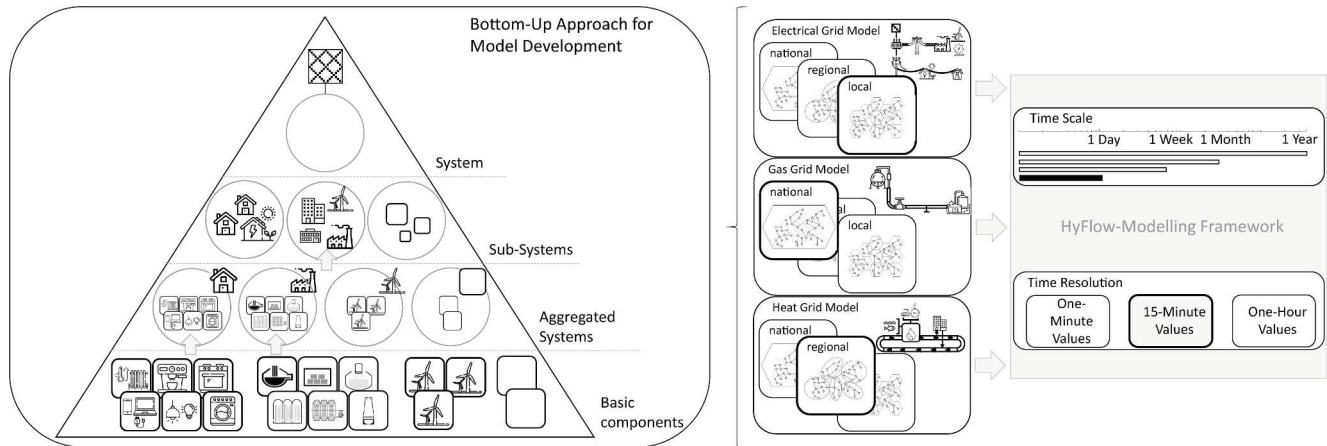 Bottom-Up Approach for
Model Development
System
Sub-Systems
Aggregated
Systems
Basic
components
Electrical Grid Model
national
regional
local
Gas Grid Model
national
regional
local
Heat Grid Model
national
regional
local
Time Scale
1 Day 1 Week 1 Month 1 Year
HyFlow-Modelling Framework
Time Resolution
One-
Minute
Values
15-Minute
Values
One-Hour
Values